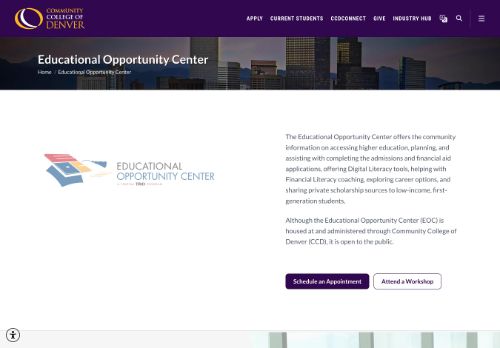 COMMUNITY
COLLEGE OF
DENVER
APPLY CURRENT STUDENTS CCDCONNECT GIVE INDUSTRY HUB
Educational Opportunity Center
Home / Educational Opportunity Center
EDUCATIONAL
OPPORTUNITY CENTER
TRIO
The Educational Opportunity Center offers the community
information on accessing higher education, planning, and
assisting with completing the admissions and financial aid
applications, offering Digital Literacy tools, helping with
Financial Literacy coaching, exploring career options, and
sharing private scholarship sources to low-income, first-
generation students.
Although the Educational Opportunity Center (EOC) is
housed at and administered through Community College of
Denver (CCD), it is open to the public.
Schedule an Appointment Attend a Workshop